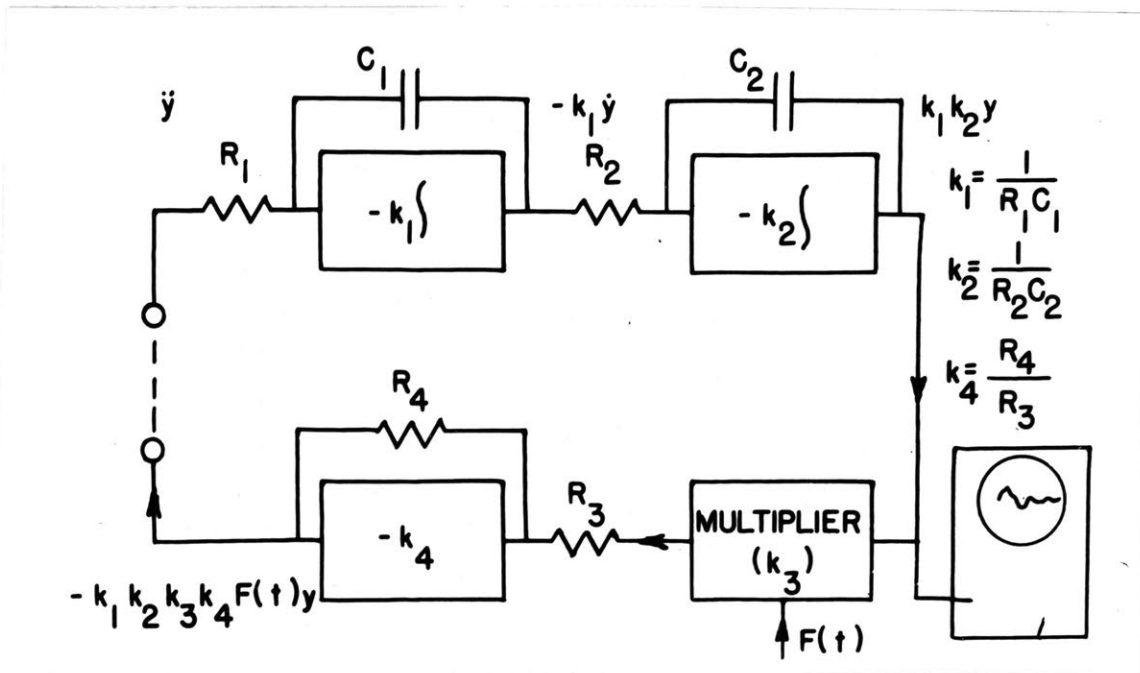 C₁
C₂
ÿ
-k₁ẏ
k₁k₂y
R₁
R₂
-k₁∫
-k₂∫
k₁= 1/R₁C₁
k₂= 1/R₂C₂
k₄= R₄/R₃
R₄
R₃
-k₄
MULTIPLIER
(k₃)
-k₁k₂k₃k₄F(t)y
F(t)